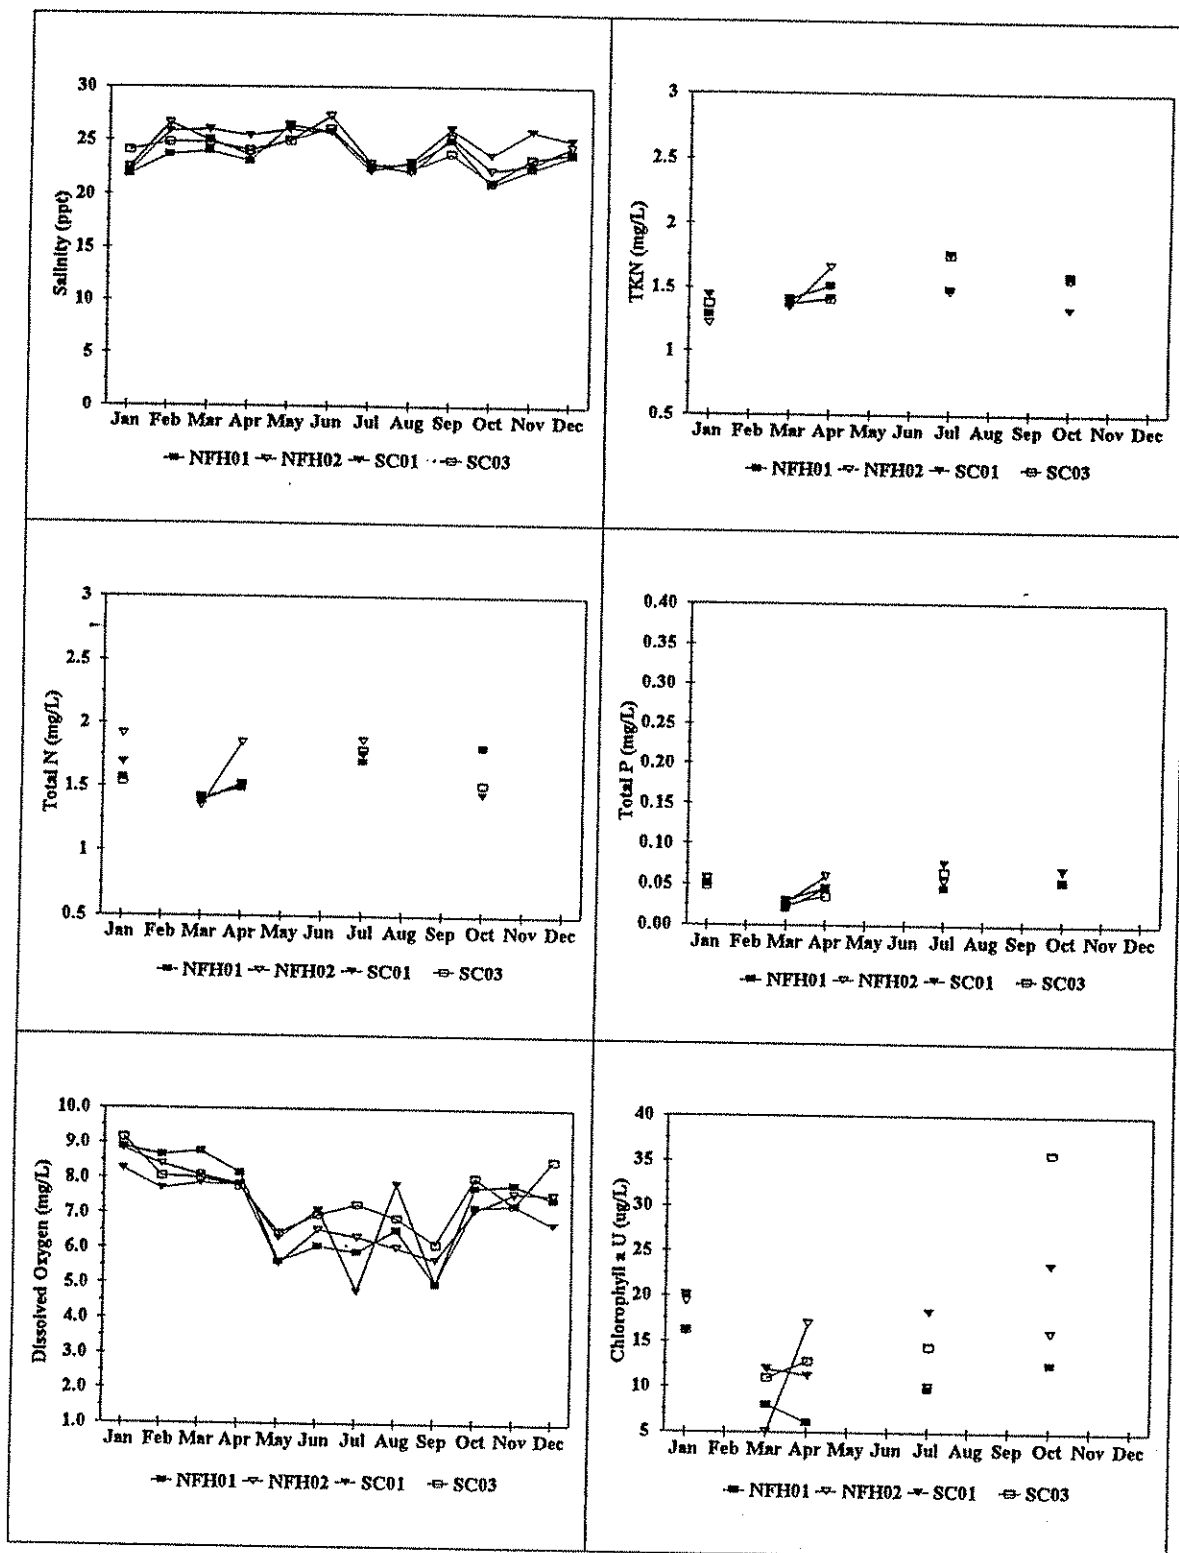 Salinity (ppt)
30
25
20
15
10
5
0
Jan Feb Mar Apr May Jun Jul Aug Sep Oct Nov Dec
NFH01 NFH02 SC01 SC03
TKN (mg/L)
3
2.5
2
1.5
1
0.5
Jan Feb Mar Apr May Jun Jul Aug Sep Oct Nov Dec
NFH01 NFH02 SC01 SC03
Total N (mg/L)
3
2.5
2
1.5
1
0.5
Jan Feb Mar Apr May Jun Jul Aug Sep Oct Nov Dec
NFH01 NFH02 SC01 SC03
Total P (mg/L)
0.40
0.35
0.30
0.25
0.20
0.15
0.10
0.05
0.00
Jan Feb Mar Apr May Jun Jul Aug Sep Oct Nov Dec
NFH01 NFH02 SC01 SC03
Dissolved Oxygen (mg/L)
10.0
9.0
8.0
7.0
6.0
5.0
4.0
3.0
2.0
1.0
Jan Feb Mar Apr May Jun Jul Aug Sep Oct Nov Dec
NFH01 NFH02 SC01 SC03
Chlorophyll a U (ug/L)
40
35
30
25
20
15
10
5
Jan Feb Mar Apr May Jun Jul Aug Sep Oct Nov Dec
NFH01 NFH02 SC01 SC03